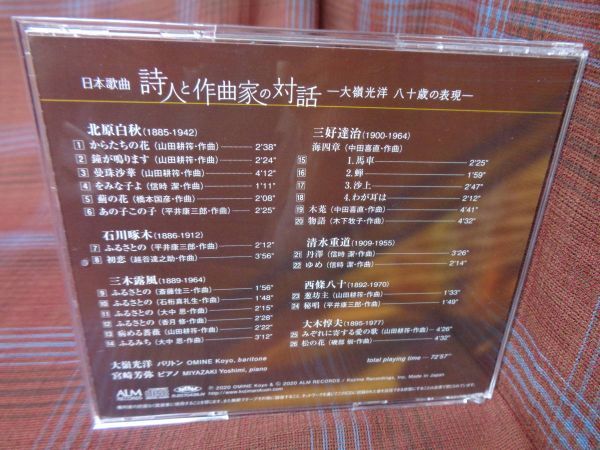 日本歌曲 詩人と作曲家の対話 ―大嶺光洋 八十歳の表現―
北原白秋(1885-1942)
1 からたちの花(山田耕筰・作曲) 2'38"
2 鐘が鳴ります(山田耕筰・作曲) 2'24"
3 曼珠沙華(山田耕筰・作曲) 4'12"
4 をみな子よ(信時 潔・作曲) 1'11"
5 薊の花(橋本国彦・作曲) 2'08"
6 あの子この子(平井康三郎・作曲) 2'25"
石川啄木(1886-1912)
7 ふるさとの(平井康三郎・作曲) 2'12"
8 初恋(越谷達之助・作曲) 3'56"
三木露風(1889-1964)
9 ふるさとの(斎藤佳三・作曲) 1'56"
10 ふるさとの(石桁真礼生・作曲) 1'48"
11 ふるさとの(大中 恩・作曲) 2'15"
12 ふるさとの(香月 修・作曲) 2'28"
13 病める薔薇(山田耕筰・作曲) 2'22"
14 ふるみち(大中 恩・作曲) 3'12"
大嶺光洋 バリトン OMINE Koyo, baritone
宮崎芳弥 ピアノ MIYAZAKI Yoshimi, piano
三好達治(1900-1964)
海四章(中田喜直・作曲)
15 1.馬車 2'25"
16 2.蝉 1'59"
17 3.沙上 2'47"
18 4.わが耳は 2'12"
19 木菟(中田喜直・作曲) 4'41"
20 物語(木下牧子・作曲) 4'32"
清水重道(1909-1955)
21 丹澤(信時 潔・作曲) 3'26"
22 ゆめ(信時 潔・作曲) 2'14"
西條八十(1892-1970)
23 葱坊主(山田耕筰・作曲) 1'33"
24 秘唱(平井康三郎・作曲) 1'49"
大木惇夫(1895-1977)
25 みぞれに寄する愛の歌(山田耕筰・作曲) 4'26"
26 松の花(磯部 俶・作曲) 4'32"
total playing time — 72'57"
ALM RECORDS
℗ 2020 OMINE Koyo & © 2020 ALM RECORDS / Kojima Recordings, Inc. Made in Japan